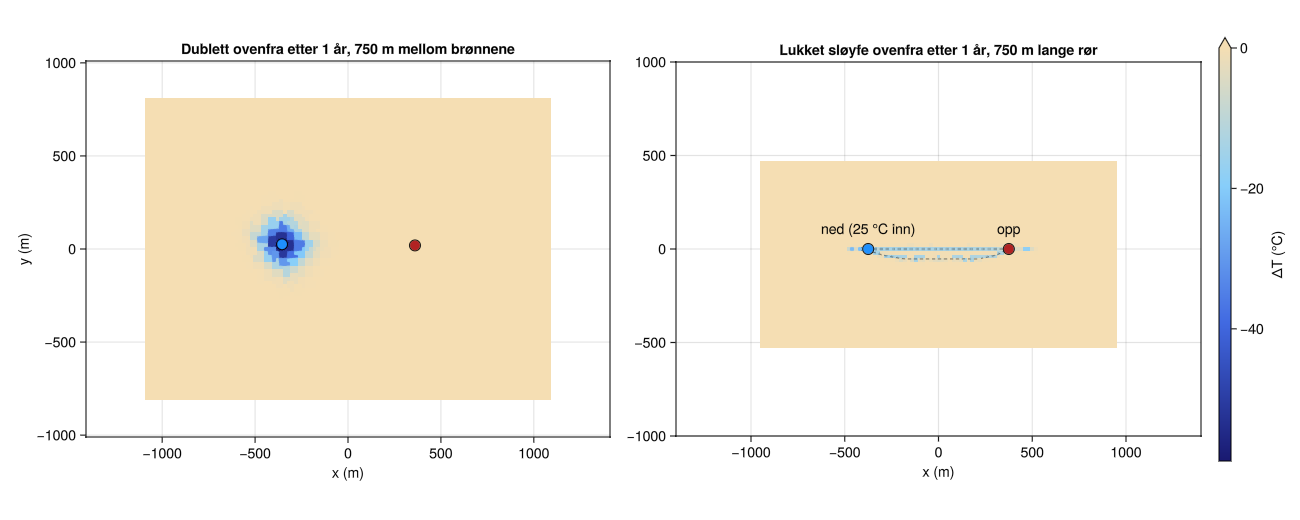 Dublett ovenfra etter 1 år, 750 m mellom brønnene
1000
500
0
−500
−1000
y (m)
−1000
−500
0
500
1000
x (m)
Lukket sløyfe ovenfra etter 1 år, 750 m lange rør
1000
500
0
−500
−1000
ned (25 °C inn)
opp
−1000
−500
0
500
1000
x (m)
0
−20
−40
ΔT (°C)